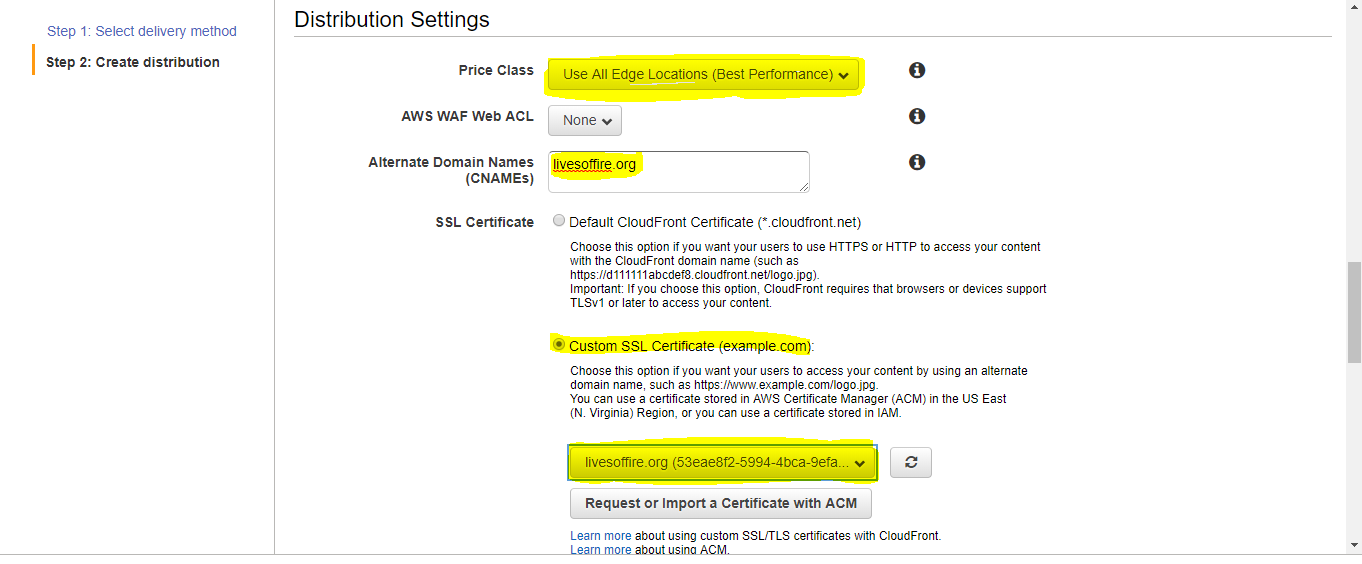 Distribution Settings
Step 1: Select delivery method
Step 2: Create distribution
Price Class
Use All Edge Locations (Best Performance)
AWS WAF Web ACL
None
Alternate Domain Names
(CNAMEs)
livesoffire.org
SSL Certificate
Default CloudFront Certificate (*.cloudfront.net)
Choose this option if you want your users to use HTTPS or HTTP to access your content
with the CloudFront domain name (such as
https://d111111abcdef8.cloudfront.net/logo.jpg).
Important: If you choose this option, CloudFront requires that browsers or devices support
TLSv1 or later to access your content.
Custom SSL Certificate (example.com):
Choose this option if you want your users to access your content by using an alternate
domain name, such as https://www.example.com/logo.jpg.
You can use a certificate stored in AWS Certificate Manager (ACM) in the US East
(N. Virginia) Region, or you can use a certificate stored in IAM.
livesoffire.org (53eae8f2-5994-4bca-9efa...
Request or Import a Certificate with ACM
Learn more about using custom SSL/TLS certificates with CloudFront.
Learn more about using ACM.